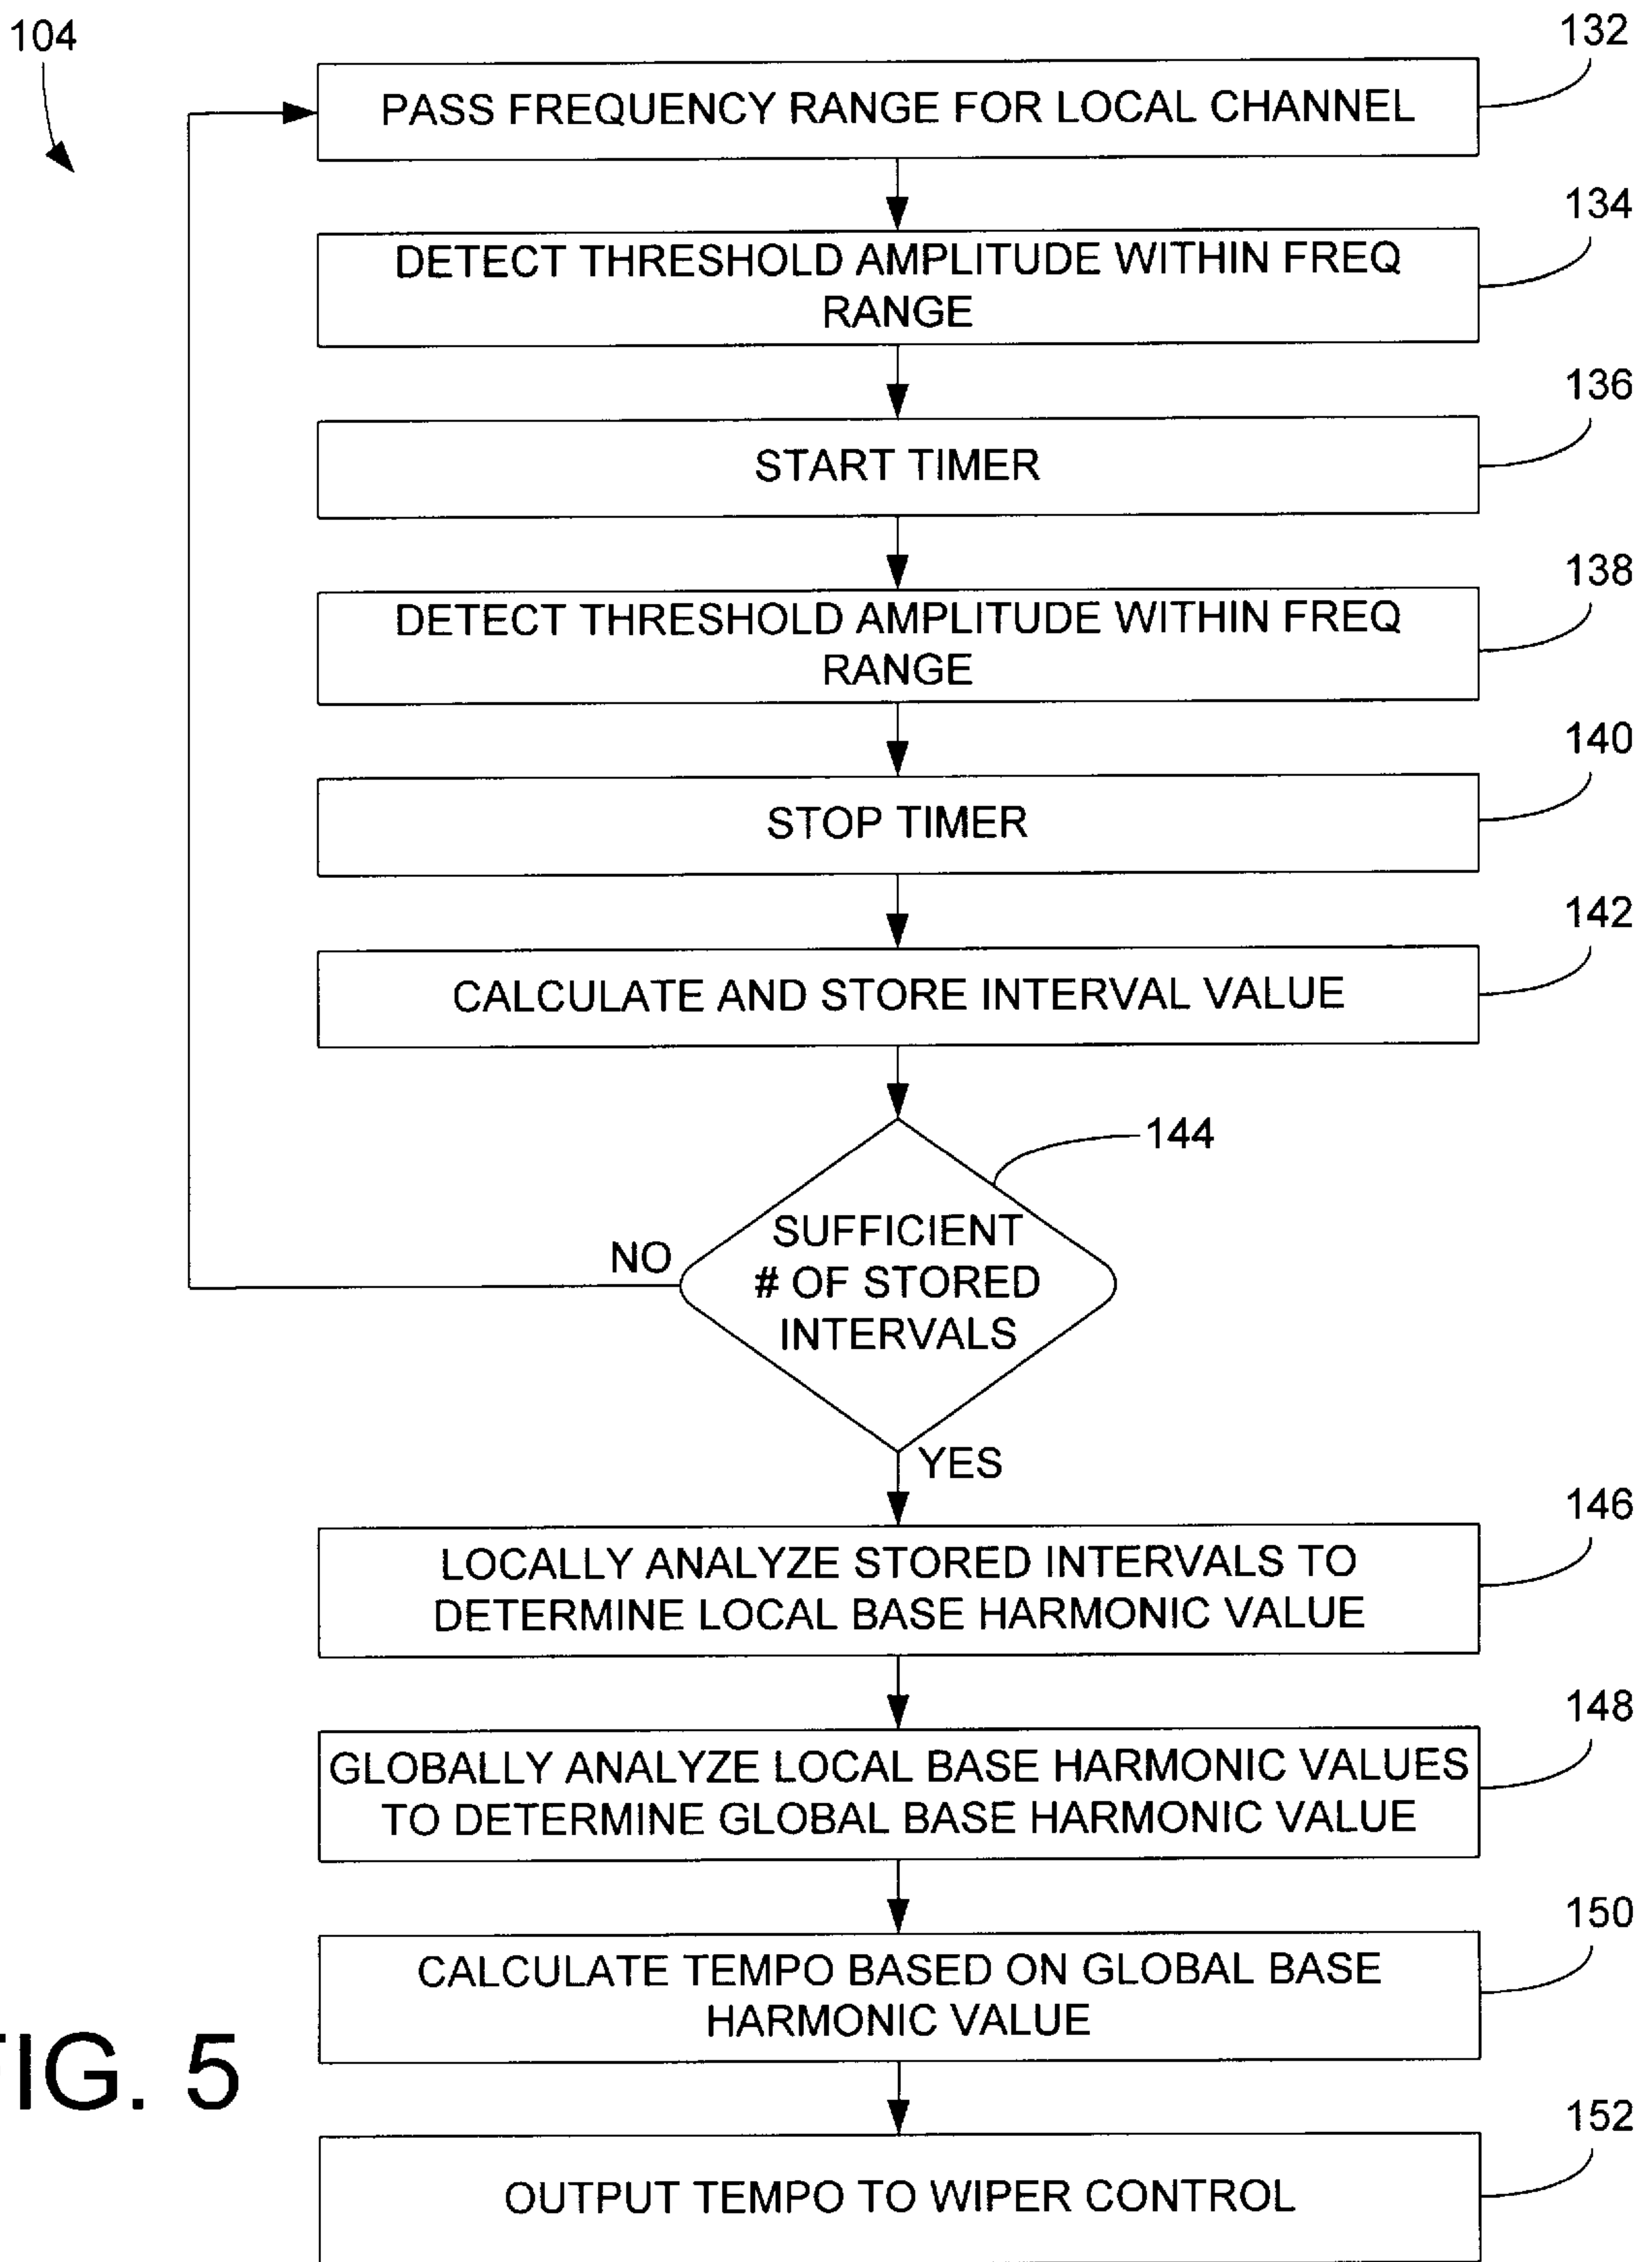 104
132
PASS FREQUENCY RANGE FOR LOCAL CHANNEL
134
DETECT THRESHOLD AMPLITUDE WITHIN FREQ
RANGE
136
START TIMER
138
DETECT THRESHOLD AMPLITUDE WITHIN FREQ
RANGE
140
STOP TIMER
142
CALCULATE AND STORE INTERVAL VALUE
144
SUFFICIENT
# OF STORED
INTERVALS
NO
YES
146
LOCALLY ANALYZE STORED INTERVALS TO
DETERMINE LOCAL BASE HARMONIC VALUE
148
GLOBALLY ANALYZE LOCAL BASE HARMONIC VALUES
TO DETERMINE GLOBAL BASE HARMONIC VALUE
150
CALCULATE TEMPO BASED ON GLOBAL BASE
HARMONIC VALUE
152
OUTPUT TEMPO TO WIPER CONTROL
FIG. 5